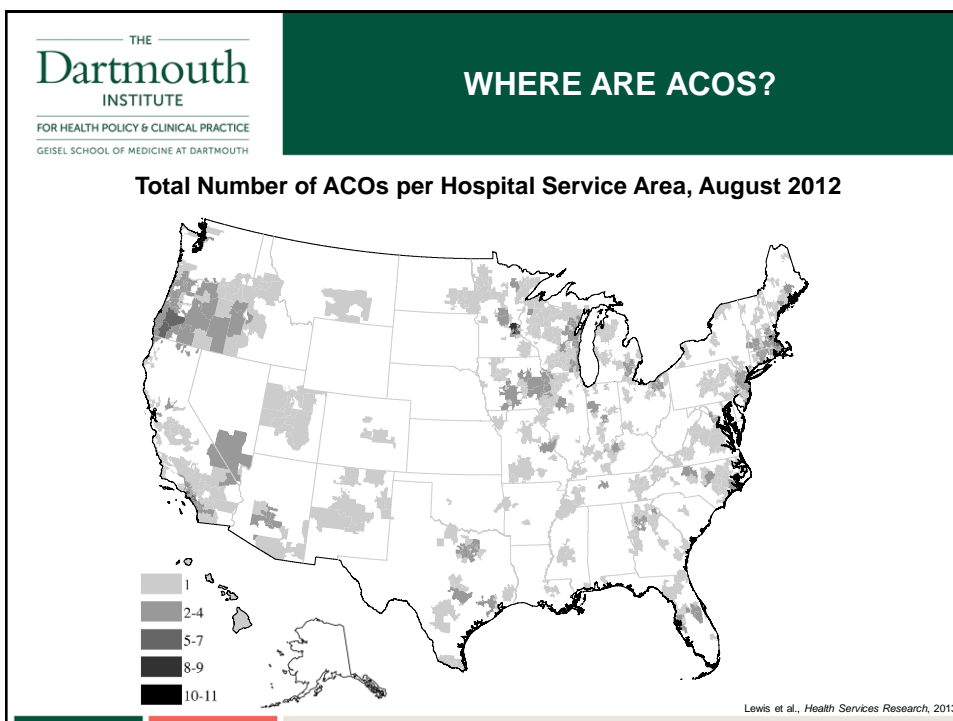 THE
Dartmouth
INSTITUTE
FOR HEALTH POLICY & CLINICAL PRACTICE
GEISEL SCHOOL OF MEDICINE AT DARTMOUTH
WHERE ARE ACOS?
Total Number of ACOs per Hospital Service Area, August 2012
1
2-4
5-7
8-9
10-11
Lewis et al., Health Services Research, 2013